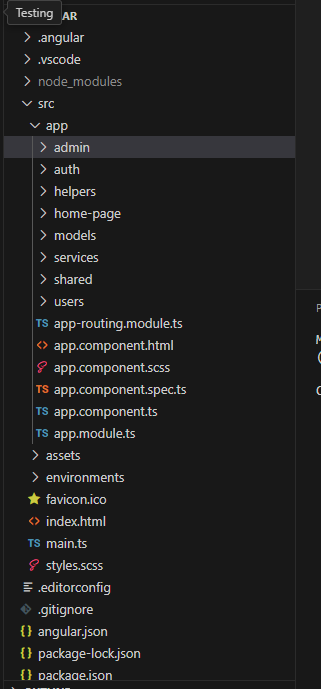 Testing
AR
.angular
.vscode
node_modules
src
app
admin
auth
helpers
home-page
models
services
shared
users
TS app-routing.module.ts
<> app.component.html
app.component.scss
TS app.component.spec.ts
TS app.component.ts
TS app.module.ts
assets
environments
favicon.ico
<> index.html
TS main.ts
styles.scss
.editorconfig
.gitignore
{} angular.json
{} package-lock.json
{} package.json